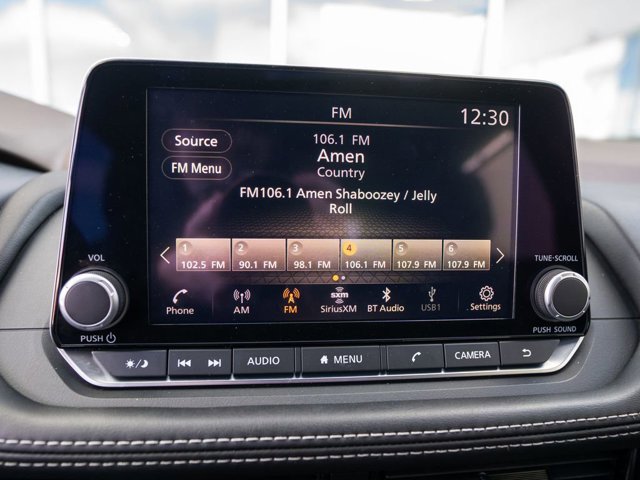 FM
12:30
Source
106.1 FM
Amen
FM Menu
Country
FM106.1 Amen Shaboozey / Jelly
Roll
1 2 3 4 5 6
102.5 FM 90.1 FM 98.1 FM 106.1 FM 107.9 FM 107.9 FM
VOL
TUNE·SCROLL
sxm
Phone AM FM SiriusXM BT Audio USB1 Settings
PUSH
PUSH SOUND
AUDIO MENU CAMERA